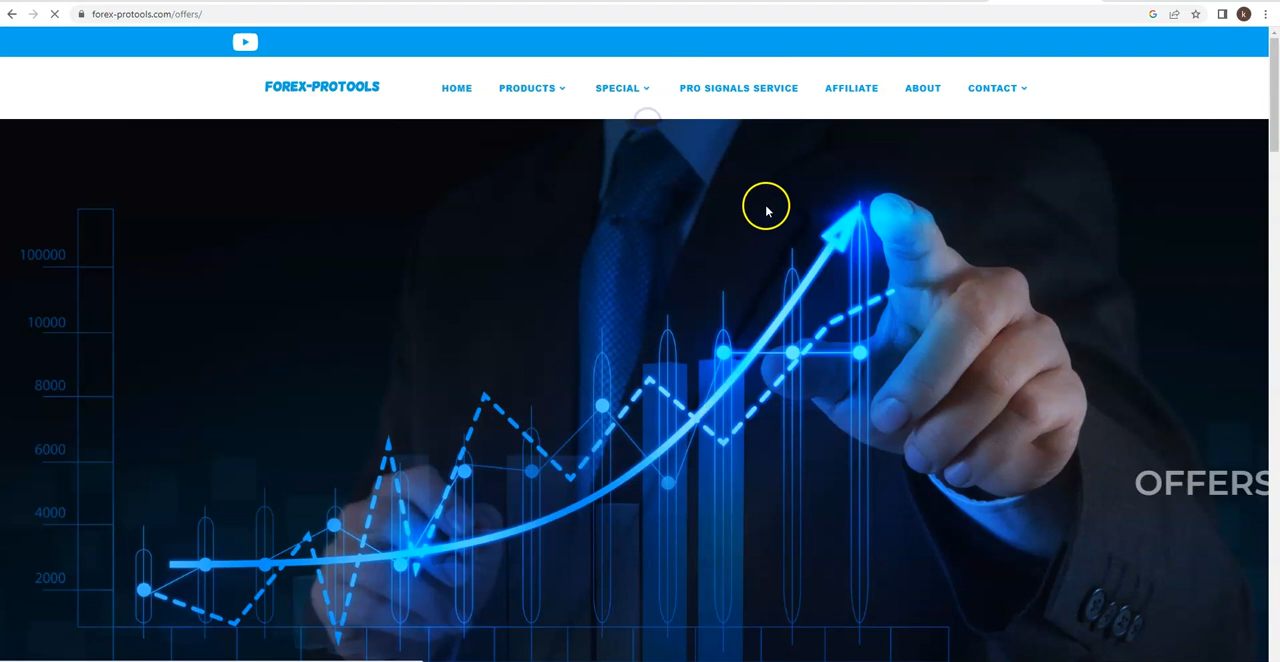 forex-protools.com/offers/
k
FOREX-PROTOOLS
HOME PRODUCTS SPECIAL PRO SIGNALS SERVICE AFFILIATE ABOUT CONTACT
100000
10000
8000
6000
4000
2000
OFFERS